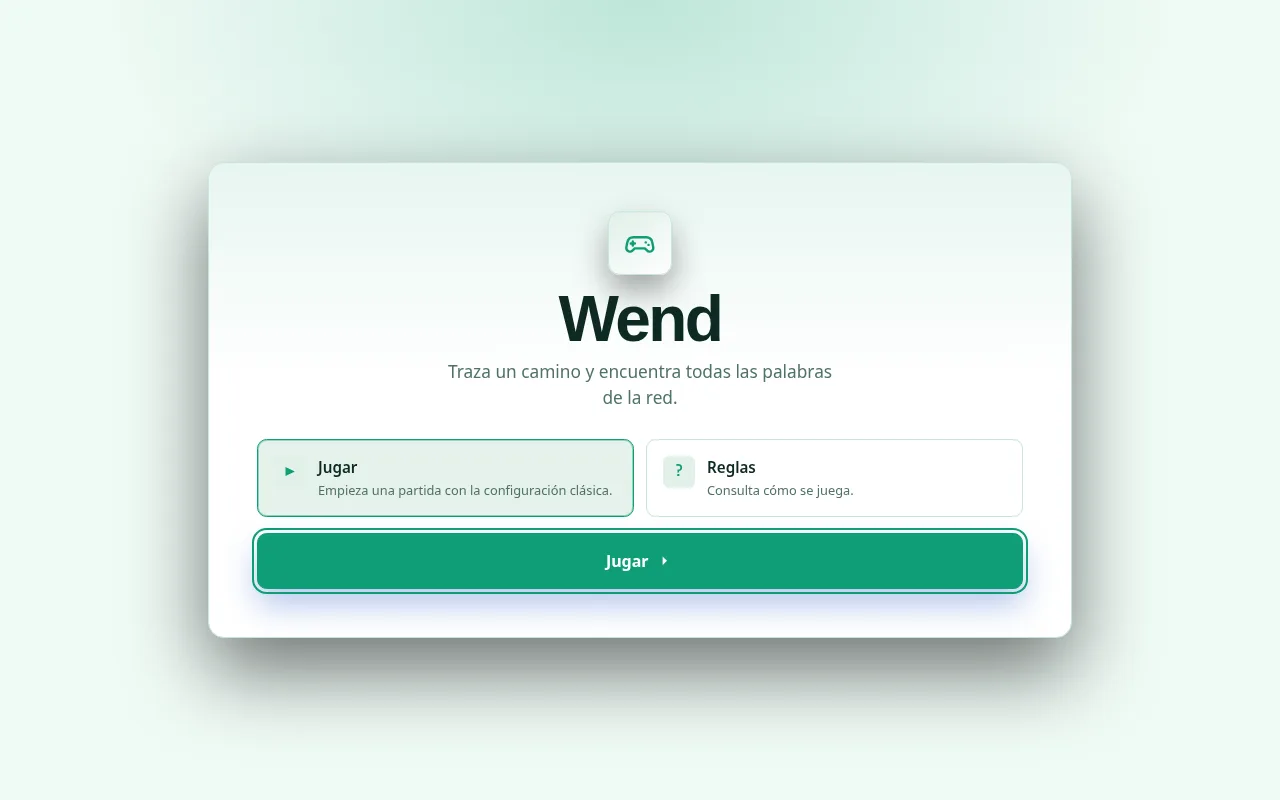 Wend
Traza un camino y encuentra todas las palabras
de la red.
Jugar
Empieza una partida con la configuración clásica.
?
Reglas
Consulta cómo se juega.
Jugar